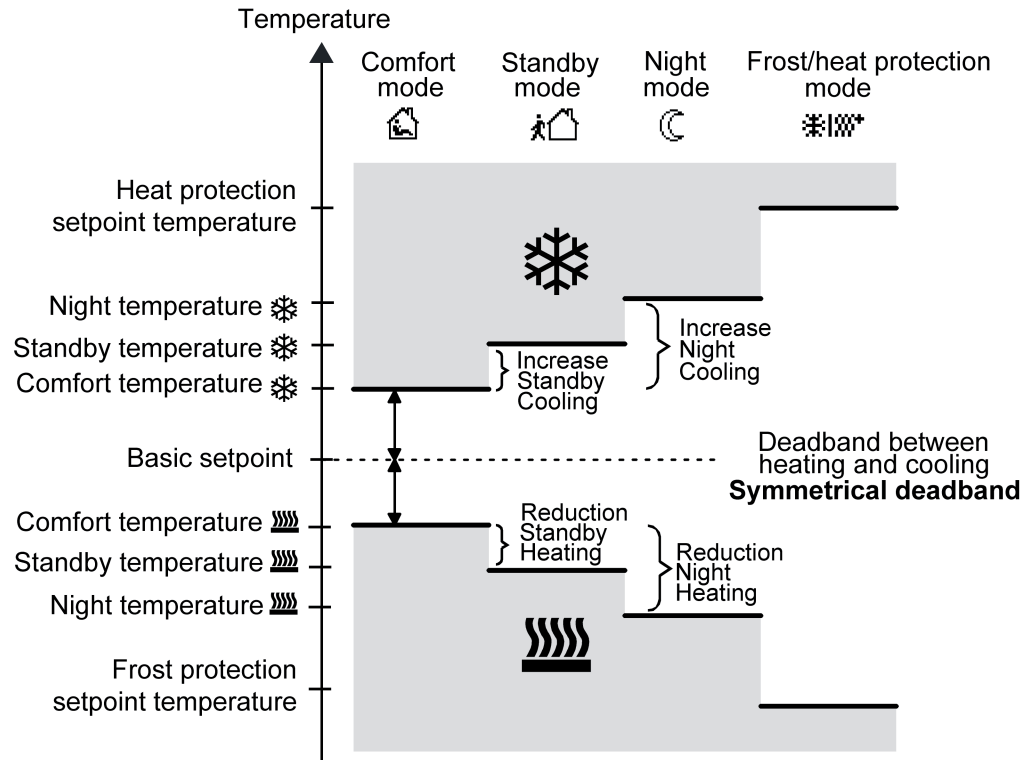 Temperature
Comfort
mode
Standby
mode
Night
mode
Frost/heat protection
mode
Heat protection
setpoint temperature
Night temperature
Standby temperature
Comfort temperature
Increase
Standby
Cooling
Increase
Night
Cooling
Basic setpoint
Deadband between
heating and cooling
Symmetrical deadband
Comfort temperature
Standby temperature
Night temperature
Reduction
Standby
Heating
Reduction
Night
Heating
Frost protection
setpoint temperature